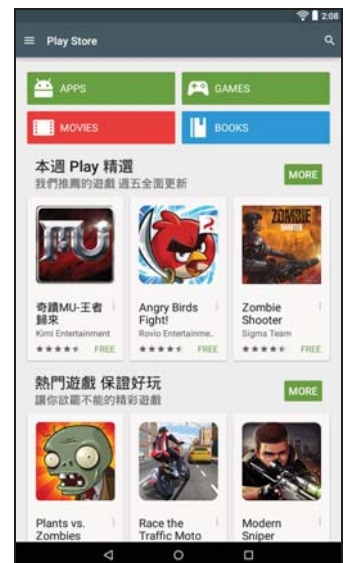 2:08
Play Store
APPS
GAMES
MOVIES
BOOKS
本週 Play 精選
我們推薦的遊戲 週五全面更新
MORE
MU
ZOMBIE
SHOOTER
奇蹟MU-王者
歸來
Kimi Entertainment
FREE
Angry Birds
Fight!
Rovio Entertainme..
FREE
Zombie
Shooter
Sigma Team
FREE
熱門遊戲 保證好玩
讓你欲罷不能的精彩遊戲
MORE
Plants vs.
Zombies
Race the
Traffic Moto
Modern
Sniper